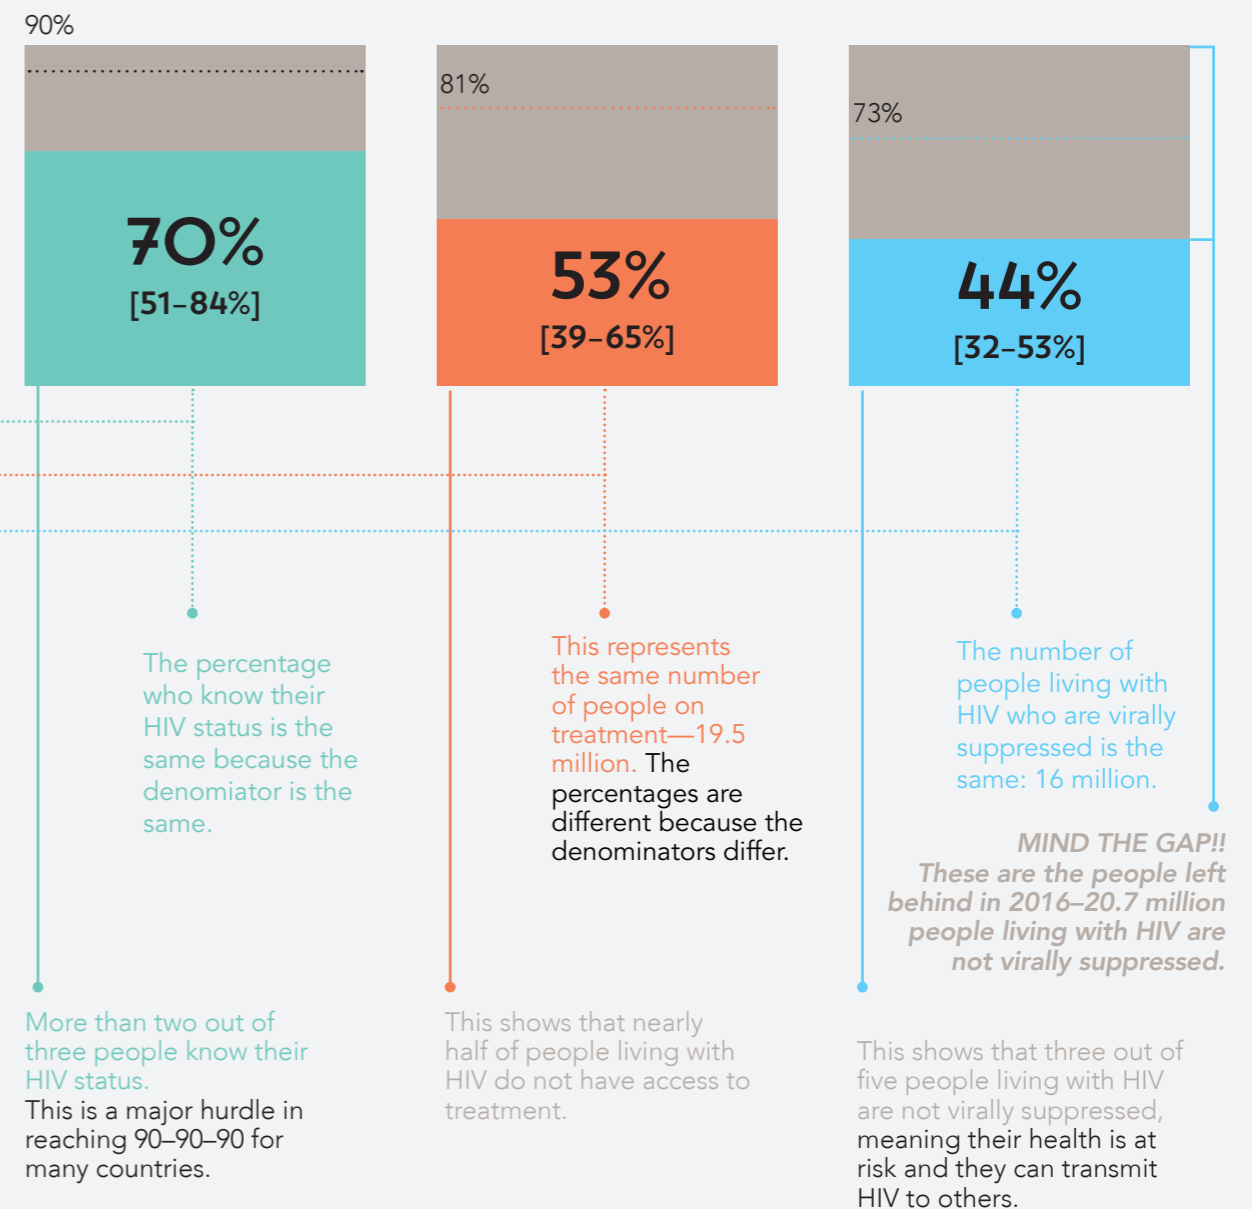 90%
81%
73%
70%
[51–84%]
53%
[39–65%]
44%
[32–53%]
The percentage
who know their
HIV status is the
same because the
denomiator is the
same.
This represents
the same number
of people on
treatment—19.5
million. The
percentages are
different because the
denominators differ.
The number of
people living with
HIV who are virally
suppressed is the
same: 16 million.
MIND THE GAP!!
These are the people left
behind in 2016–20.7 million
people living with HIV are
not virally suppressed.
More than two out of
three people know their
HIV status.
This is a major hurdle in
reaching 90–90–90 for
many countries.
This shows that nearly
half of people living with
HIV do not have access to
treatment.
This shows that three out of
five people living with HIV
are not virally suppressed,
meaning their health is at
risk and they can transmit
HIV to others.